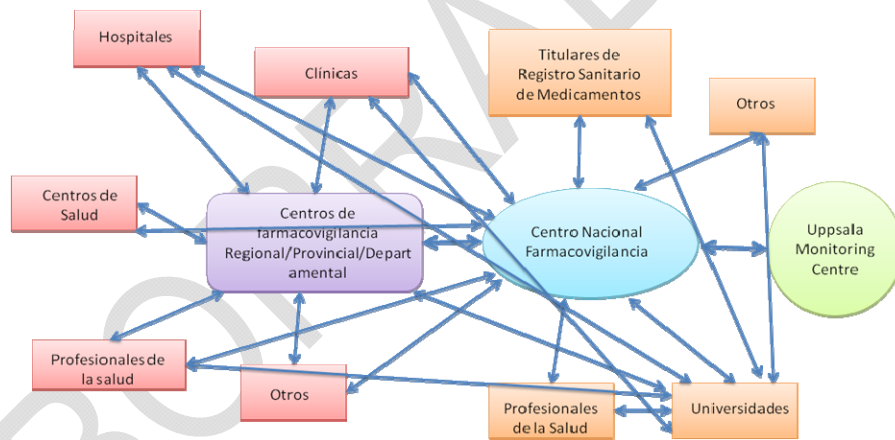 Hospitales
Clínicas
Titulares de
Registro Sanitario
de Medicamentos
Otros
Centros de
Salud
Centros de
farmacovigilancia
Regional/Provincial/Depart
amental
Centro Nacional
Farmacovigilancia
Uppsala
Monitoring
Centre
Profesionales de
la salud
Otros
Profesionales
de la Salud
Universidades